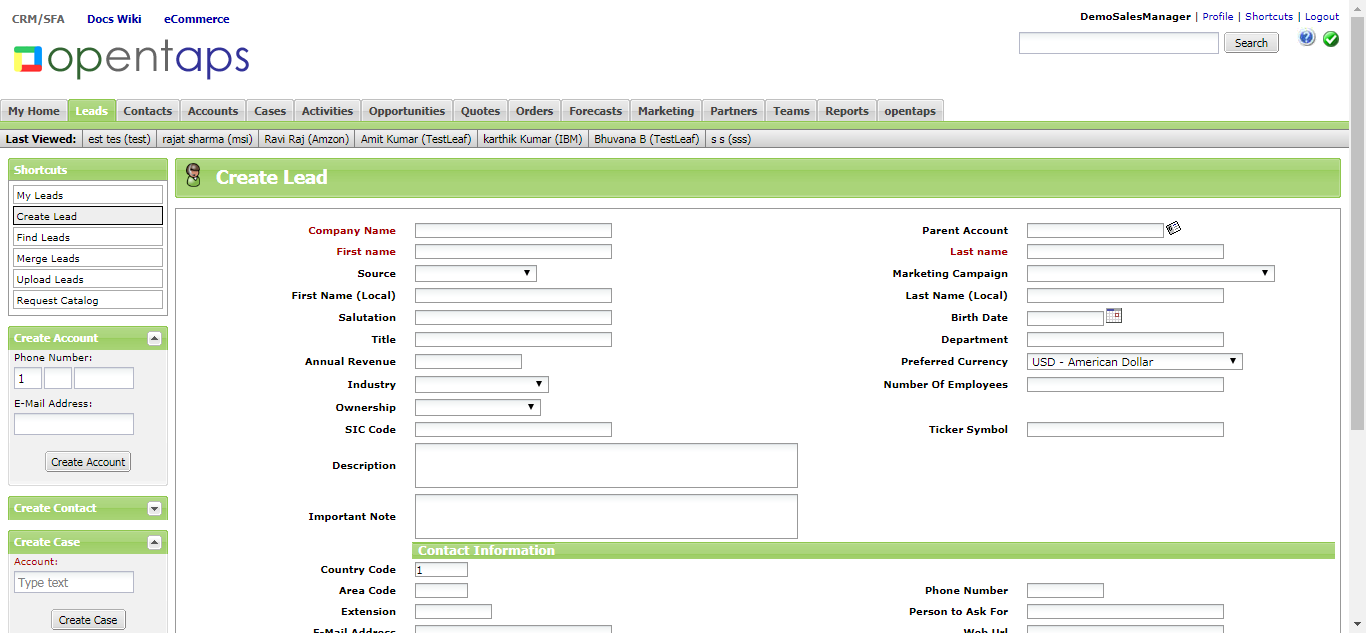 CRM/SFA Docs Wiki eCommerce
DemoSalesManager | Profile | Shortcuts | Logout
opentaps
Search
My Home Leads Contacts Accounts Cases Activities Opportunities Quotes Orders Forecasts Marketing Partners Teams Reports opentaps
Last Viewed: est tes (test) rajat sharma (msi) Ravi Raj (Amzon) Amit Kumar (TestLeaf) karthik Kumar (IBM) Bhuvana B (TestLeaf) s s (sss)
Shortcuts
My Leads
Create Lead
Find Leads
Merge Leads
Upload Leads
Request Catalog
Create Account
Phone Number:
1
E-Mail Address:
Create Account
Create Contact
Create Case
Account:
Type text
Create Case
Create Lead
Company Name Parent Account
First name Last name
Source Marketing Campaign
First Name (Local) Last Name (Local)
Salutation Birth Date
Title Department
Annual Revenue Preferred Currency USD - American Dollar
Industry Number Of Employees
Ownership
SIC Code Ticker Symbol
Description
Important Note
Contact Information
Country Code 1
Area Code Phone Number
Extension Person to Ask For
E-Mail Address Web Url